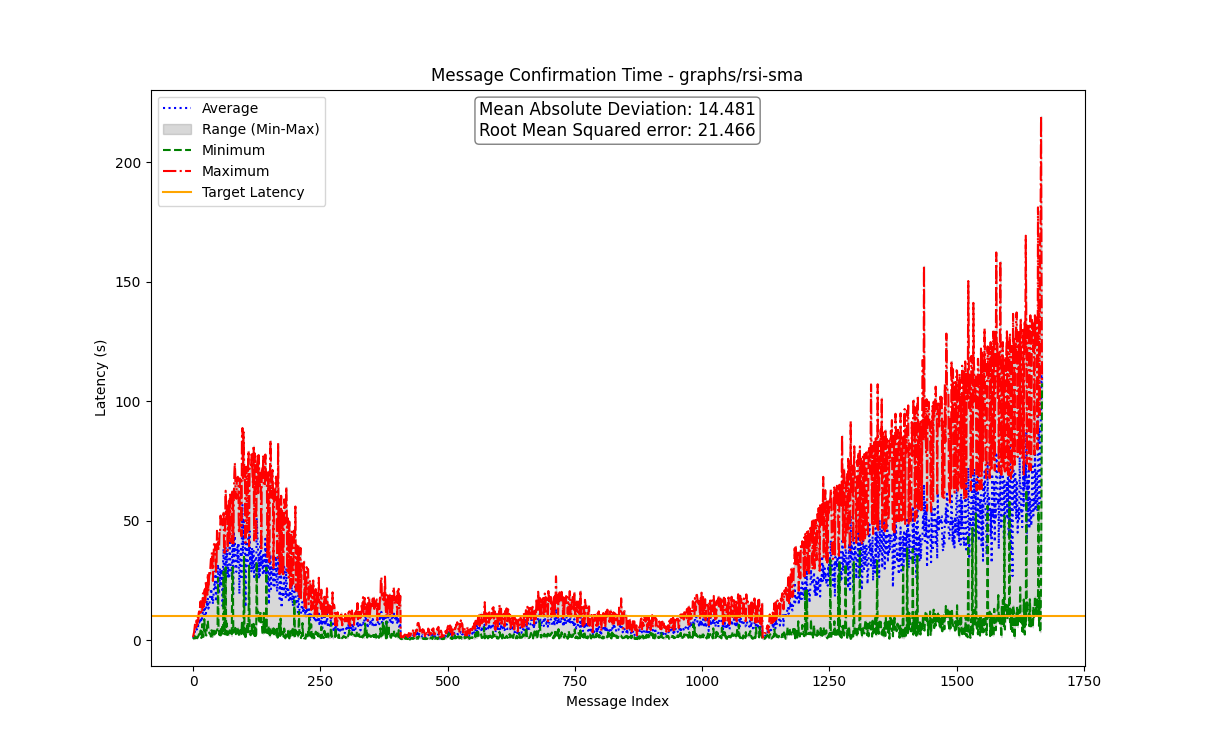 Message Confirmation Time - graphs/rsi-sma
Average
Range (Min-Max)
Minimum
Maximum
Target Latency
Mean Absolute Deviation: 14.481
Root Mean Squared error: 21.466
Latency (s)
200
150
100
50
0
0 250 500 750 1000 1250 1500 1750
Message Index